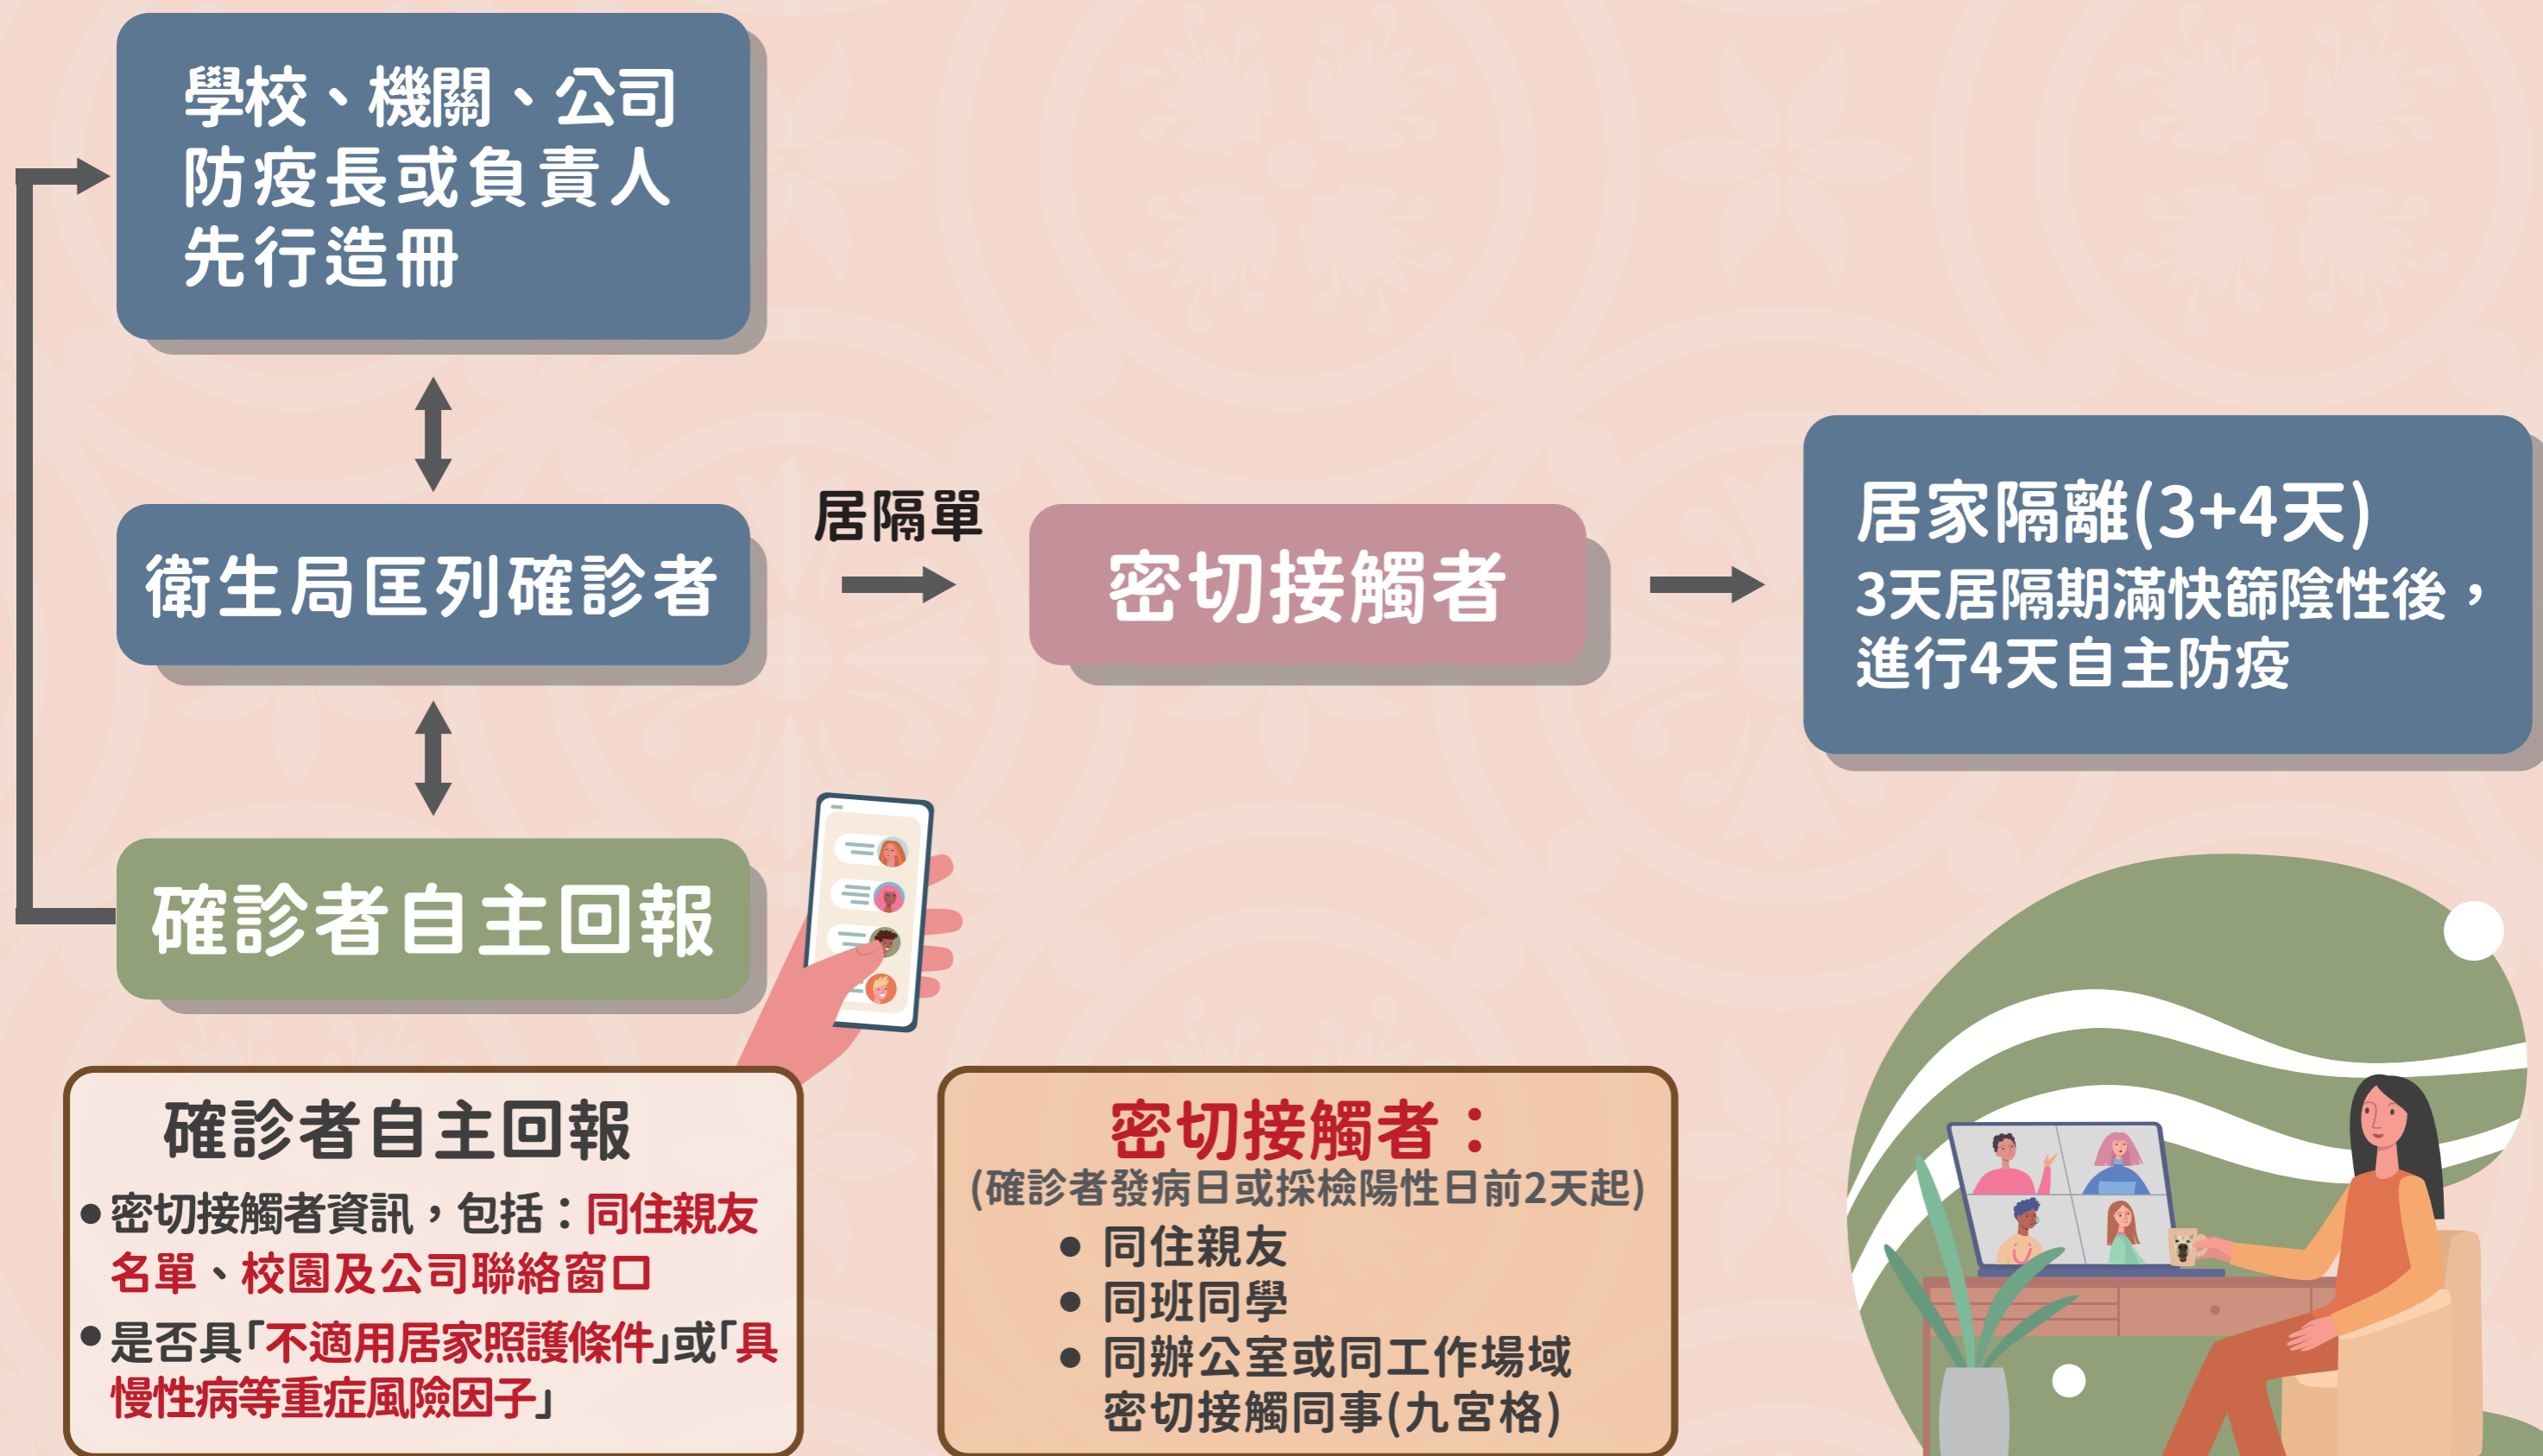 學校、機關、公司
防疫長或負責人
先行造冊
衛生局匡列確診者
居隔單
密切接觸者
居家隔離(3+4天)
3天居隔期滿快篩陰性後，
進行4天自主防疫
確診者自主回報
確診者自主回報
●密切接觸者資訊，包括：同住親友
名單、校園及公司聯絡窗口
●是否具「不適用居家照護條件」或「具
慢性病等重症風險因子」
密切接觸者：
(確診者發病日或採檢陽性日前2天起)
● 同住親友
● 同班同學
● 同辦公室或同工作場域
密切接觸同事(九宮格)